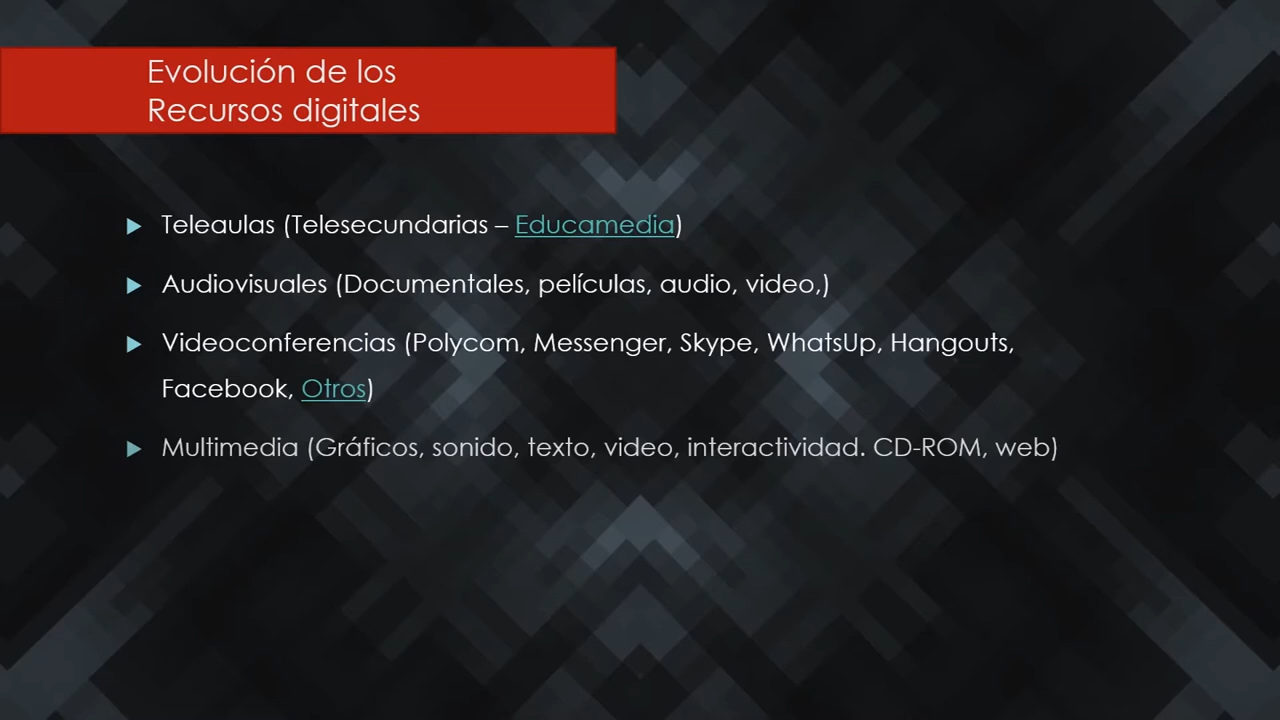 Evolución de los
Recursos digitales
Teleaulas (Telesecundarias – Educamedia)
Audiovisuales (Documentales, películas, audio, video,)
Videoconferencias (Polycom, Messenger, Skype, WhatsUp, Hangouts,
Facebook, Otros)
Multimedia (Gráficos, sonido, texto, video, interactividad. CD-ROM, web)